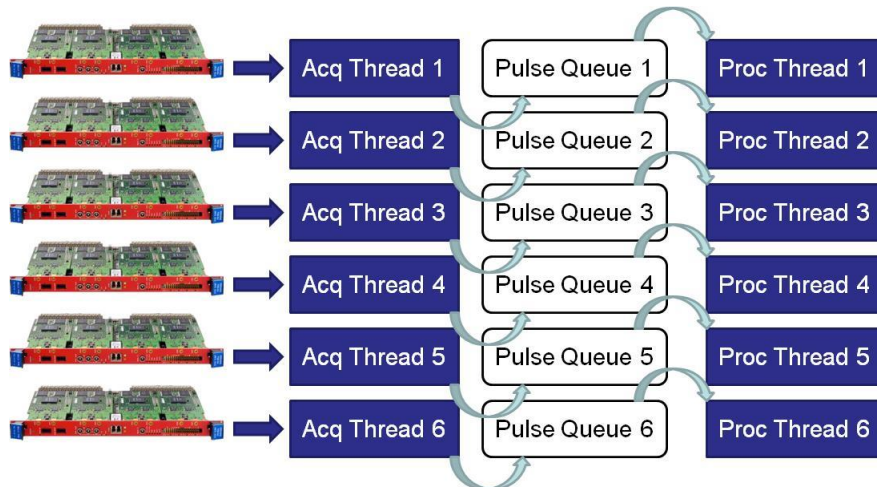 Acq Thread 1 Pulse Queue 1 Proc Thread 1
Acq Thread 2 Pulse Queue 2 Proc Thread 2
Acq Thread 3 Pulse Queue 3 Proc Thread 3
Acq Thread 4 Pulse Queue 4 Proc Thread 4
Acq Thread 5 Pulse Queue 5 Proc Thread 5
Acq Thread 6 Pulse Queue 6 Proc Thread 6